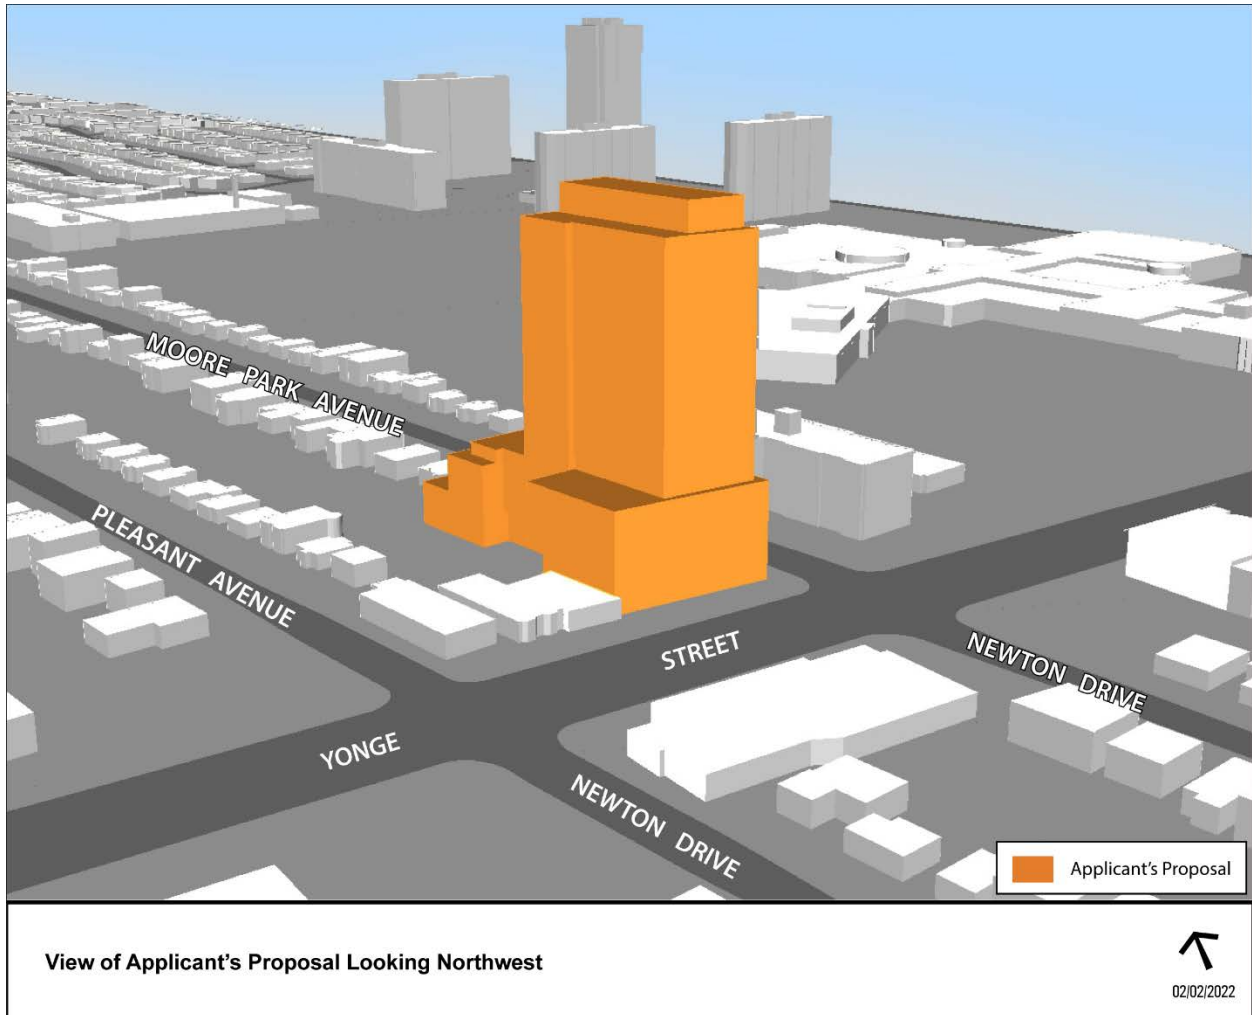 MOORE PARK AVENUE
PLEASANT AVENUE
YONGE STREET
NEWTON DRIVE
NEWTON DRIVE
Applicant's Proposal
View of Applicant's Proposal Looking Northwest
02/02/2022